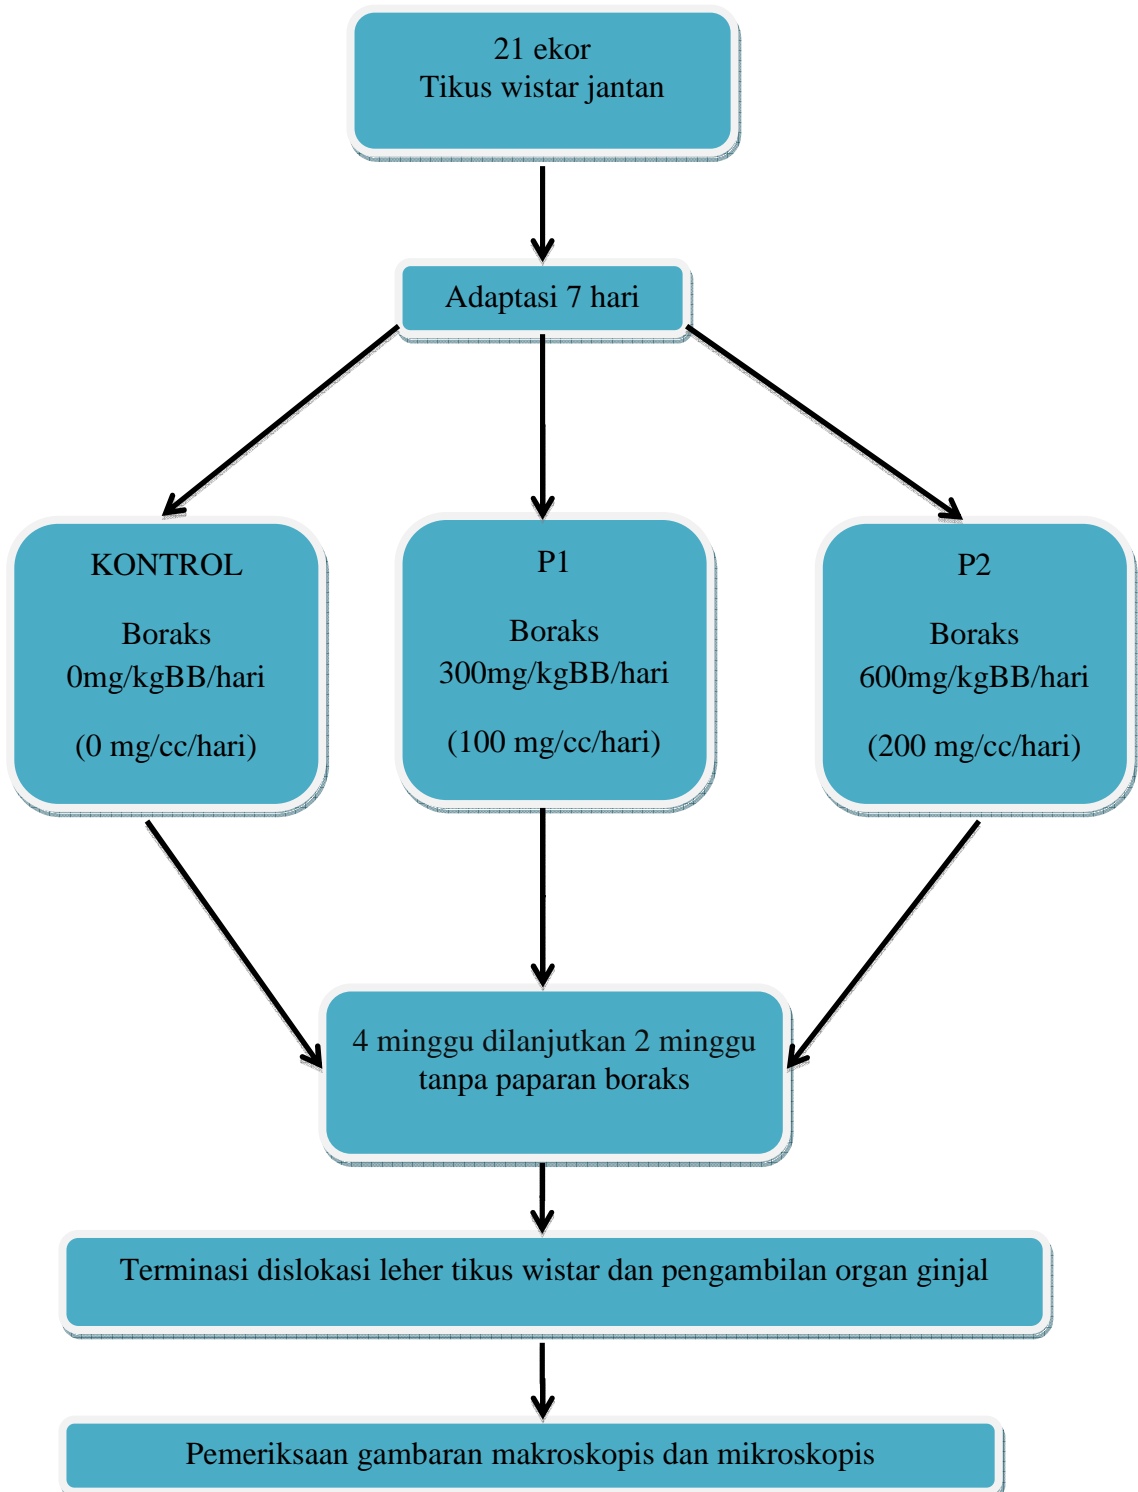 21 ekor
Tikus wistar jantan
Adaptasi 7 hari
KONTROL
Boraks
0mg/kgBB/hari
(0 mg/cc/hari)
P1
Boraks
300mg/kgBB/hari
(100 mg/cc/hari)
P2
Boraks
600mg/kgBB/hari
(200 mg/cc/hari)
4 minggu dilanjutkan 2 minggu
tanpa paparan boraks
Terminasi dislokasi leher tikus wistar dan pengambilan organ ginjal
Pemeriksaan gambaran makroskopis dan mikroskopis